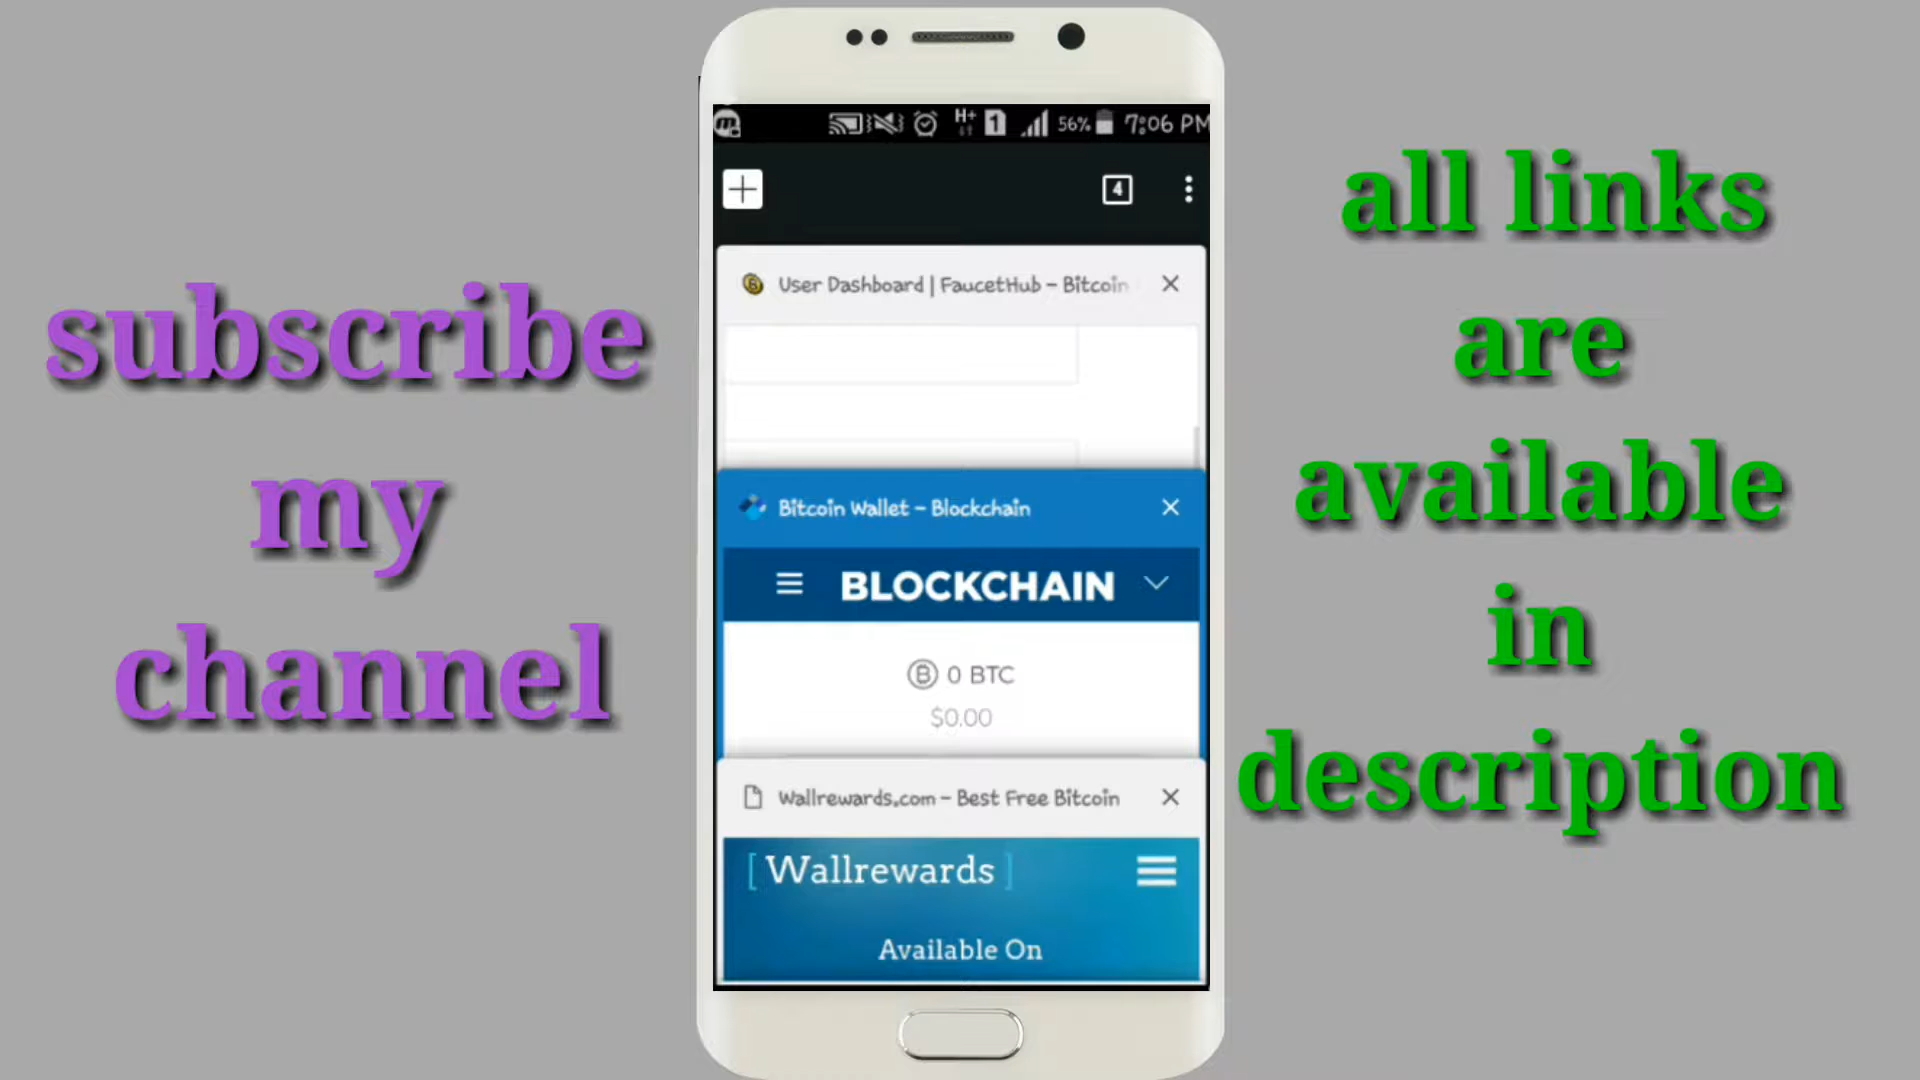 subscribe
my
channel
H+ 1 56% 7:06 PM
4
User Dashboard | FaucetHub - Bitcoin
Bitcoin Wallet - Blockchain
BLOCKCHAIN
0 BTC
$0.00
Wallrewards.com - Best Free Bitcoin
[ Wallrewards ]
Available On
all links
are
available
in
description